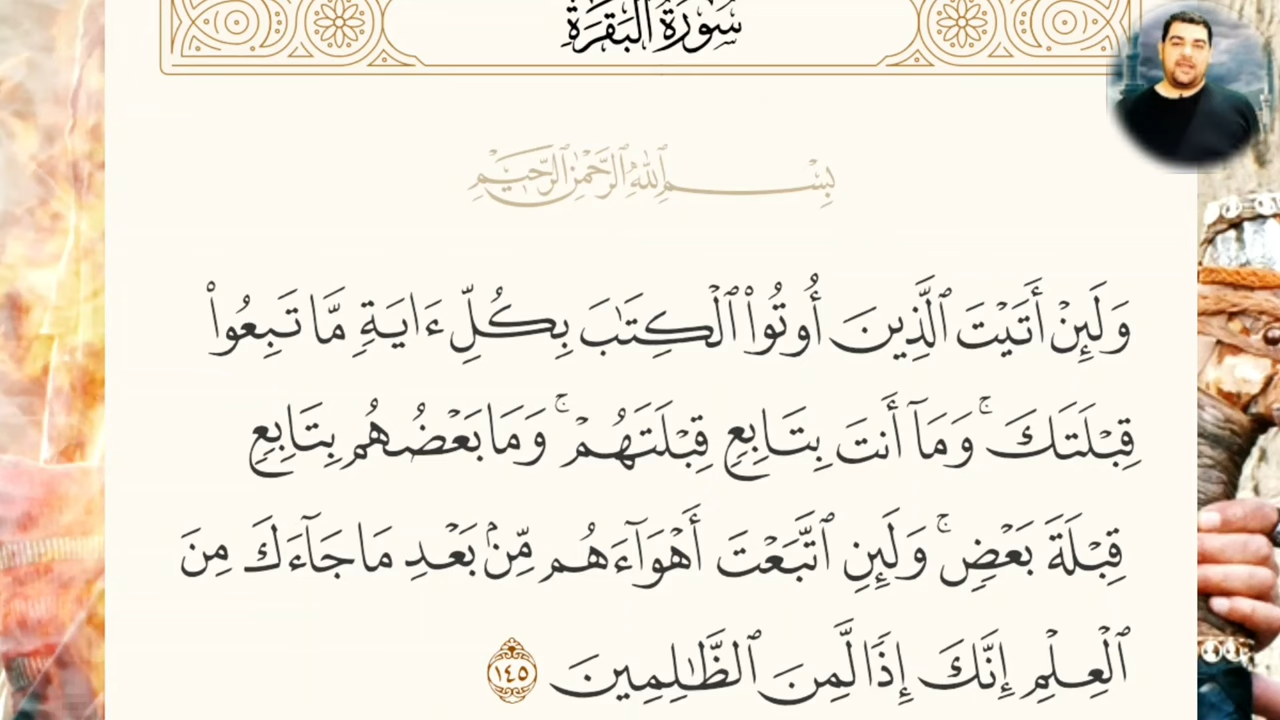 سُورَةُ البَقَرَةِ
بِسْمِ ٱللَّهِ ٱلرَّحْمَٰنِ ٱلرَّحِيمِ
وَلَئِنْ أَتَيْتَ ٱلَّذِينَ أُوتُوا۟ ٱلْكِتَٰبَ بِكُلِّ ءَايَةٍ مَّا تَبِعُوا۟
قِبْلَتَكَ ۚ وَمَآ أَنتَ بِتَابِعٍ قِبْلَتَهُمْ ۚ وَمَا بَعْضُهُم بِتَابِعٍ
قِبْلَةَ بَعْضٍ ۚ وَلَئِنِ ٱتَّبَعْتَ أَهْوَآءَهُم مِّنۢ بَعْدِ مَا جَآءَكَ مِنَ
ٱلْعِلْمِ إِنَّكَ إِذًا لَّمِنَ ٱلظَّٰلِمِينَ ١٤٥